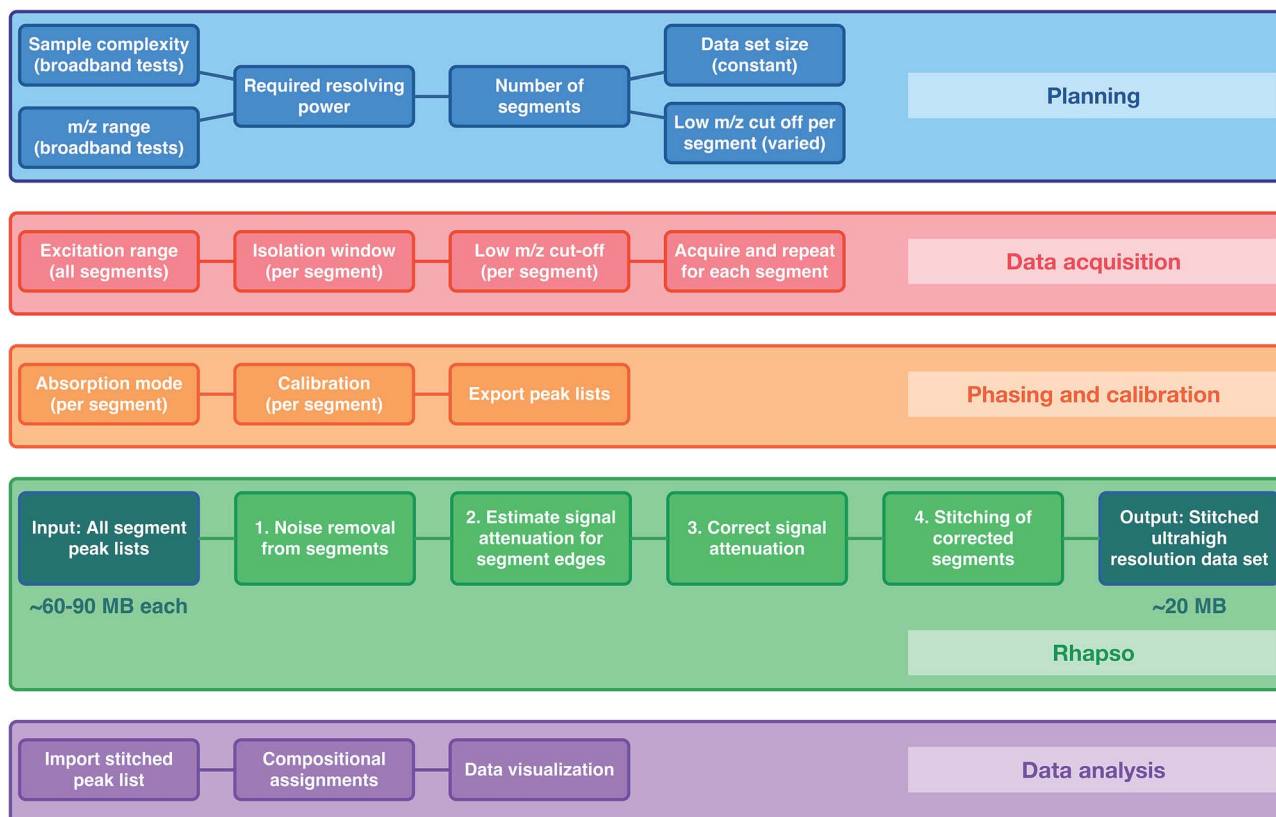 Sample complexity
(broadband tests)
m/z range
(broadband tests)
Required resolving
power
Number of
segments
Data set size
(constant)
Low m/z cut off per
segment (varied)
Planning
Excitation range
(all segments)
Isolation window
(per segment)
Low m/z cut-off
(per segment)
Acquire and repeat
for each segment
Data acquisition
Absorption mode
(per segment)
Calibration
(per segment)
Export peak lists
Phasing and calibration
Input: All segment
peak lists
~60-90 MB each
1. Noise removal
from segments
2. Estimate signal
attenuation for
segment edges
3. Correct signal
attenuation
4. Stitching of
corrected
segments
Output: Stitched
ultrahigh
resolution data set
~20 MB
Rhapso
Import stitched
peak list
Compositional
assignments
Data visualization
Data analysis